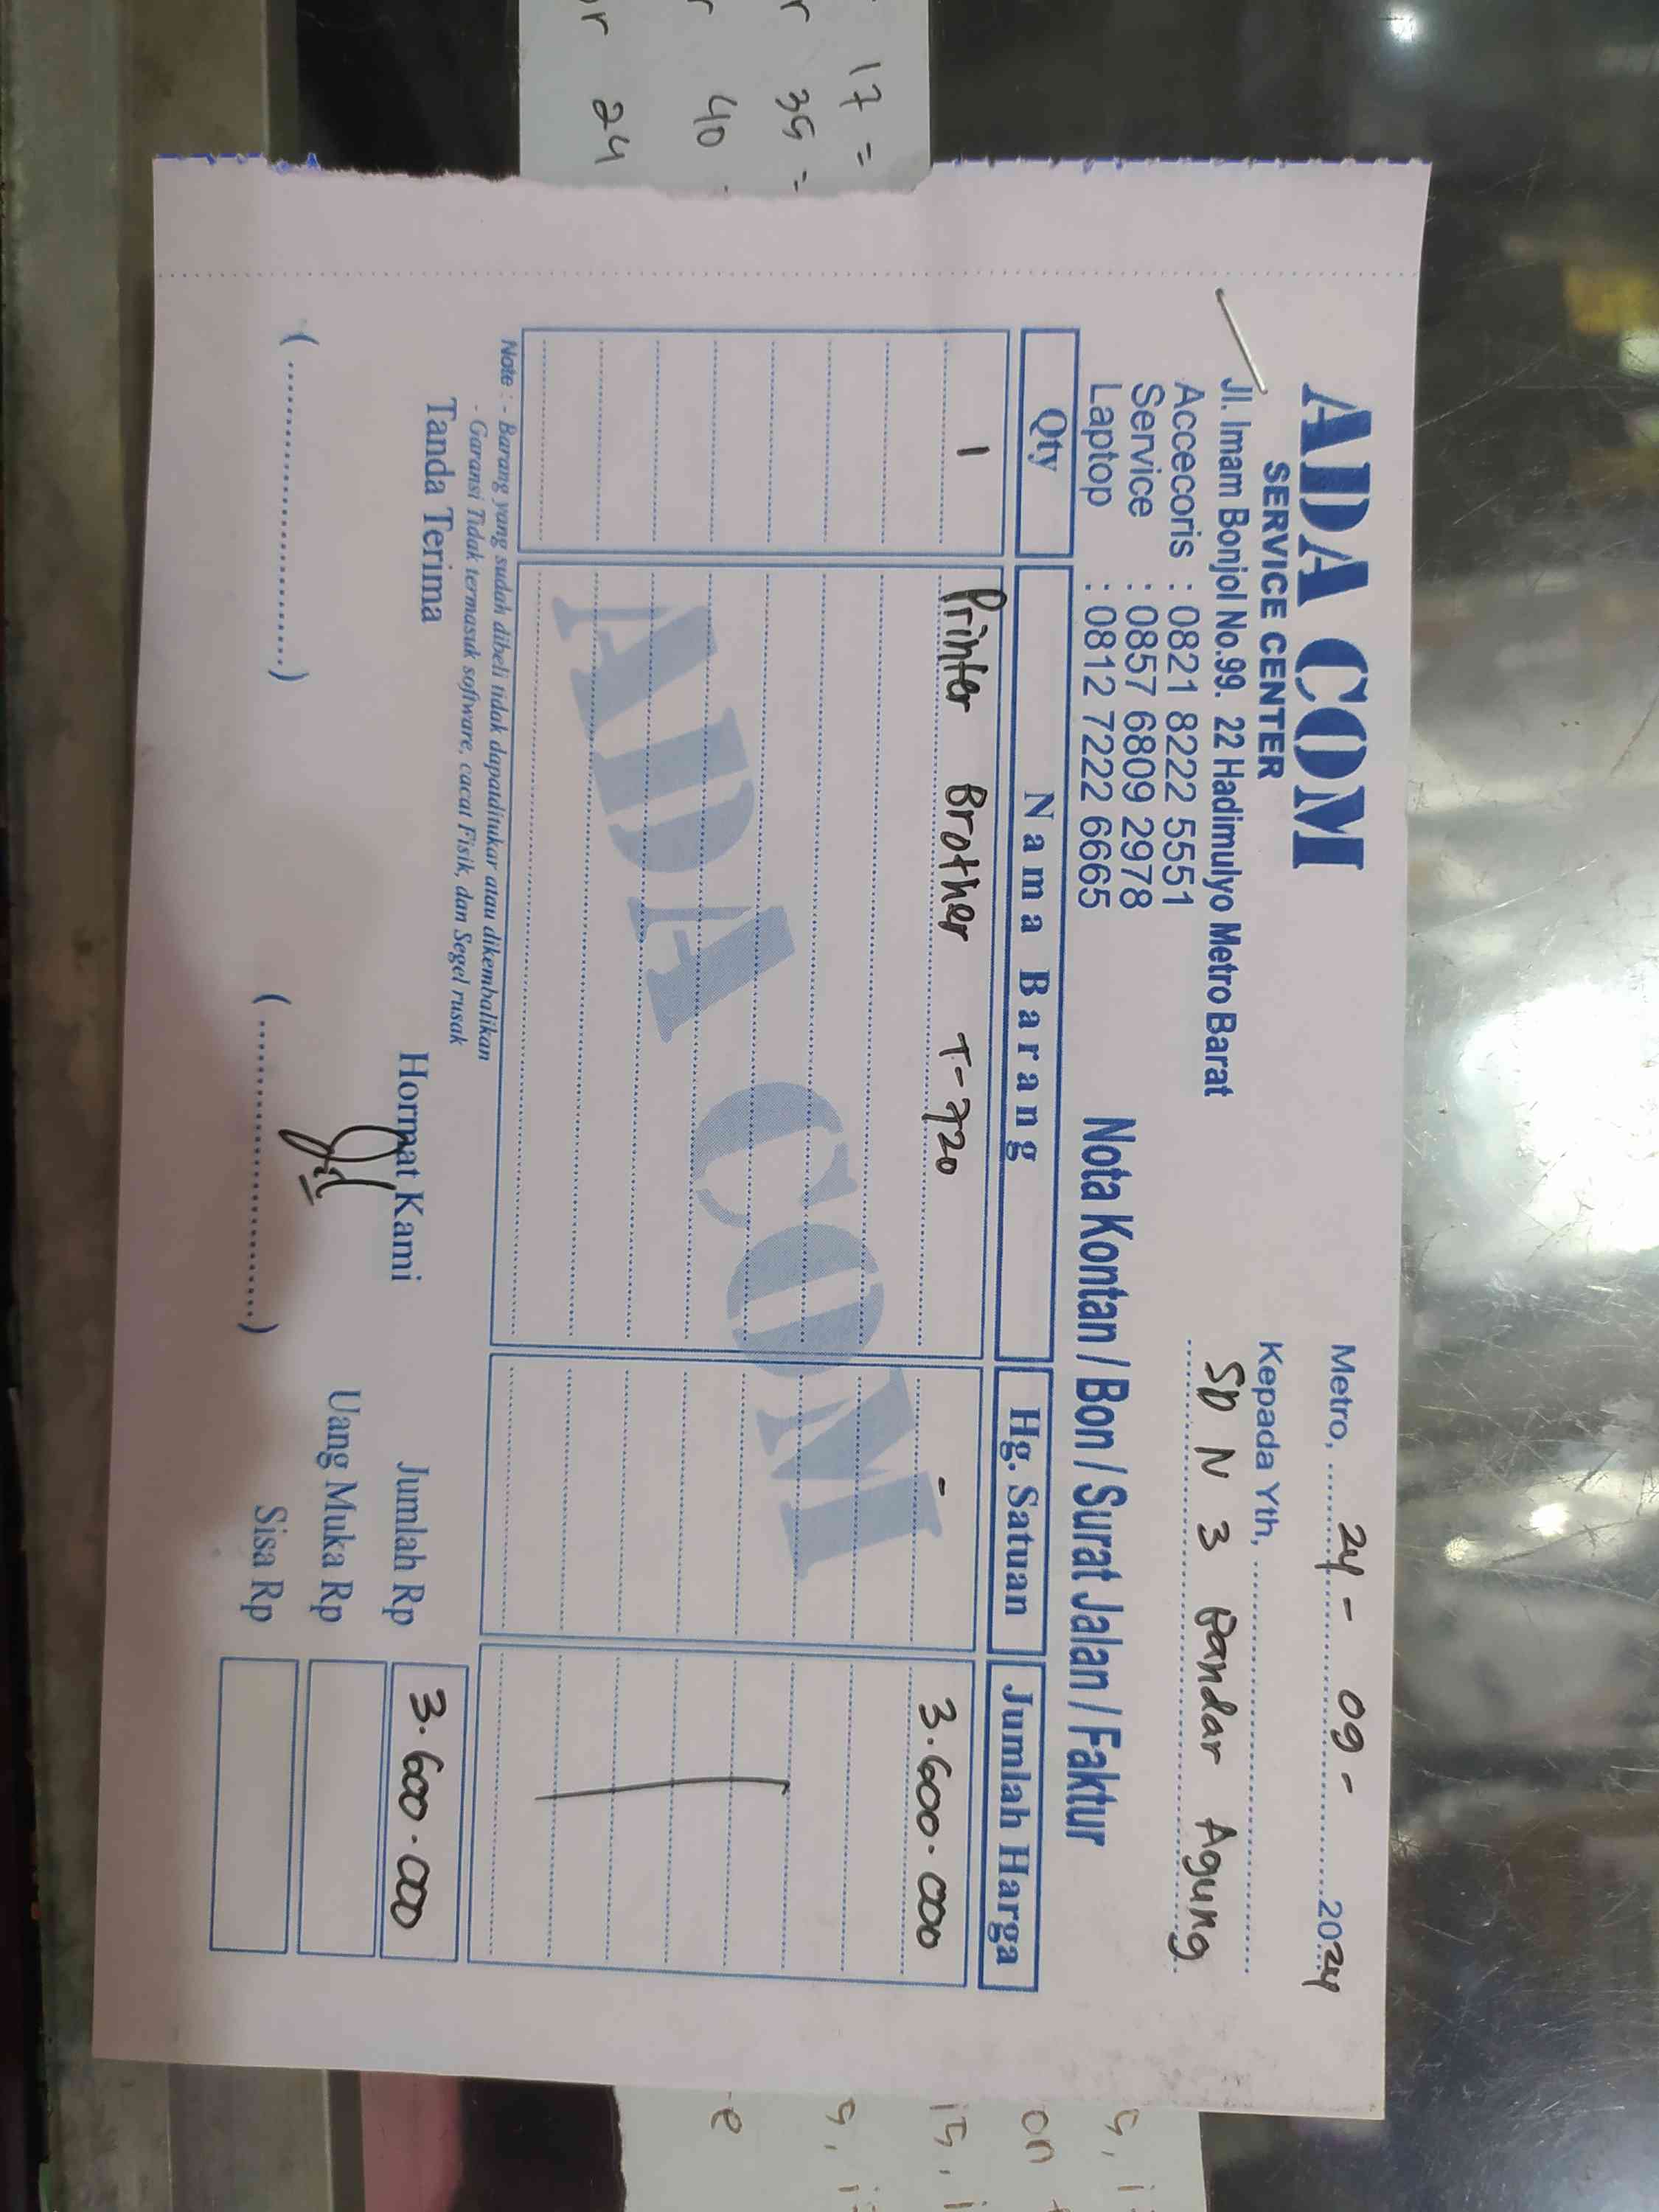 ADA COM
SERVICE CENTER
Jl. Imam Bonjol No.99. 22 Hadimulyo Metro Barat
Accecoris : 0821 8222 5551
Service : 0857 6809 2978
Laptop : 0812 7222 6665
Metro, 24 - 09 - 2024
Kepada Yth,
SD N 3 Bandar Agung
Nota Kontan / Bon / Surat Jalan / Faktur
Qty Nama Barang Hg. Satuan Jumlah Harga
1 Printer Brother T-720 - 3.600.000
ADA COM
Note : - Barang yang sudah dibeli tidak dapatditukar atau dikembalikan
- Garansi Tidak termasuk software, cacat Fisik, dan Segel rusak
Tanda Terima
Hormat Kami
Jumlah Rp 3.600.000
Uang Muka Rp
Sisa Rp
17 =
r 35 -
r 40 -
r 24